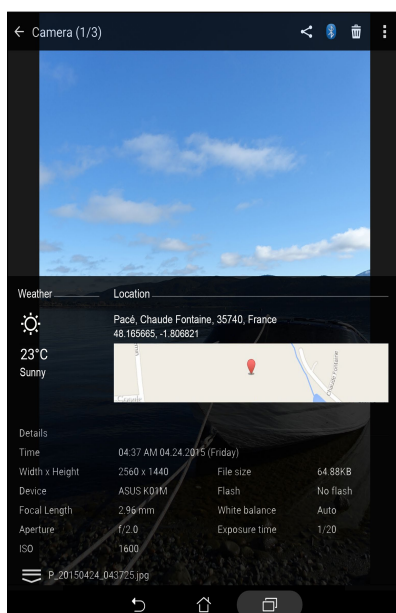 Camera (1/3)
Weather Location
Pacé, Chaude Fontaine, 35740, France
48.165665, -1.806821
23°C
Sunny
Chaude Fontaine
Google
Details
Time 04:37 AM 04.24.2015 (Friday)
Width x Height 2560 x 1440 File size 64.88KB
Device ASUS K01M Flash No flash
Focal Length 2.96 mm White balance Auto
Aperture f/2.0 Exposure time 1/20
ISO 1600
P_20150424_043725.jpg